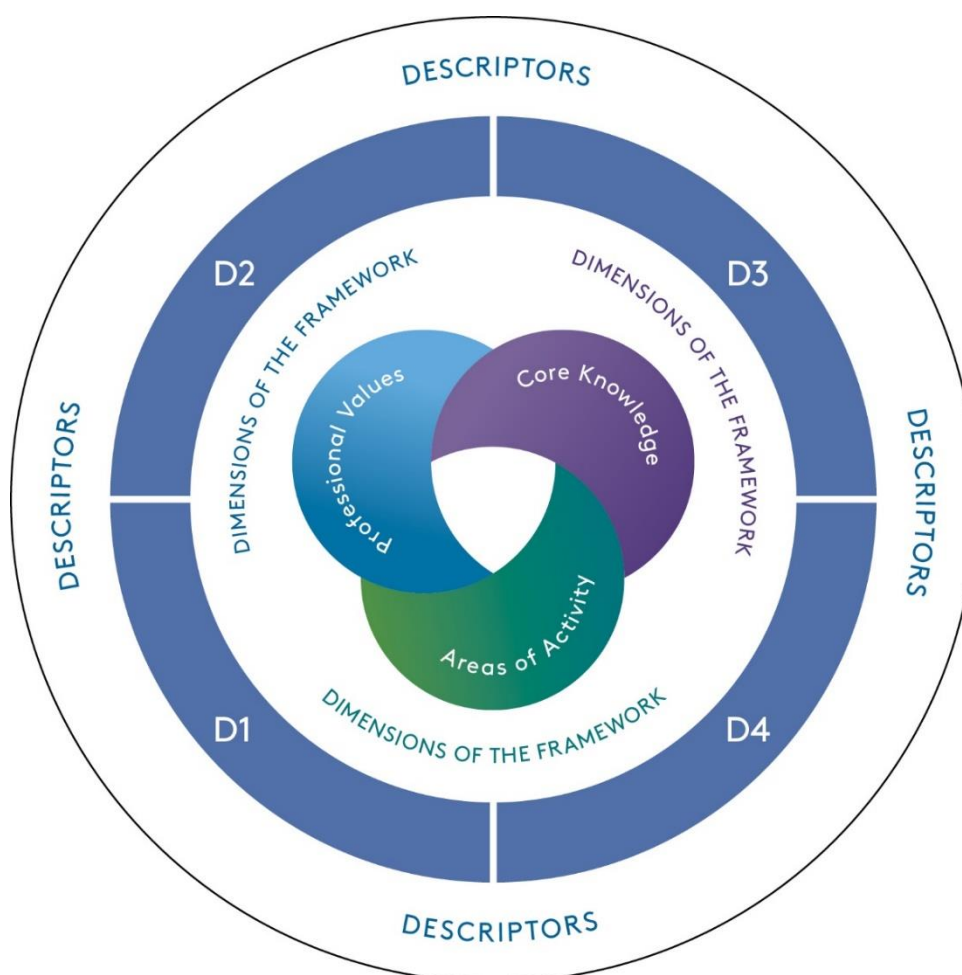 DESCRIPTORS
D2
D3
DIMENSIONS OF THE FRAMEWORK
DIMENSIONS OF THE FRAMEWORK
Professional Values
Core Knowledge
DESCRIPTORS
DESCRIPTORS
Areas of Activity
DIMENSIONS OF THE FRAMEWORK
D1
D4
DESCRIPTORS